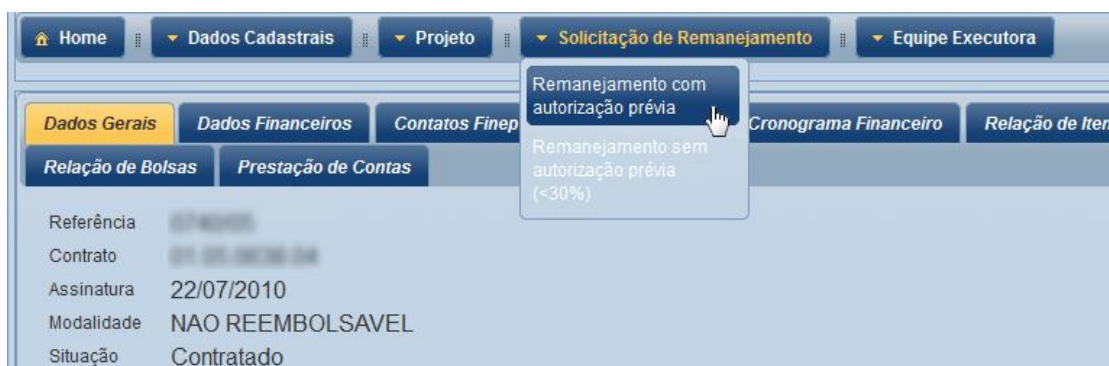 Home Dados Cadastrais Projeto Solicitação de Remanejamento Equipe Executora
Remanejamento com
autorização prévia
Remanejamento sem
autorização prévia
(<30%)
Dados Gerais Dados Financeiros Contatos Finep Cronograma Financeiro Relação de Iten
Relação de Bolsas Prestação de Contas
Referência
Contrato
Assinatura 22/07/2010
Modalidade NAO REEMBOLSAVEL
Situação Contratado